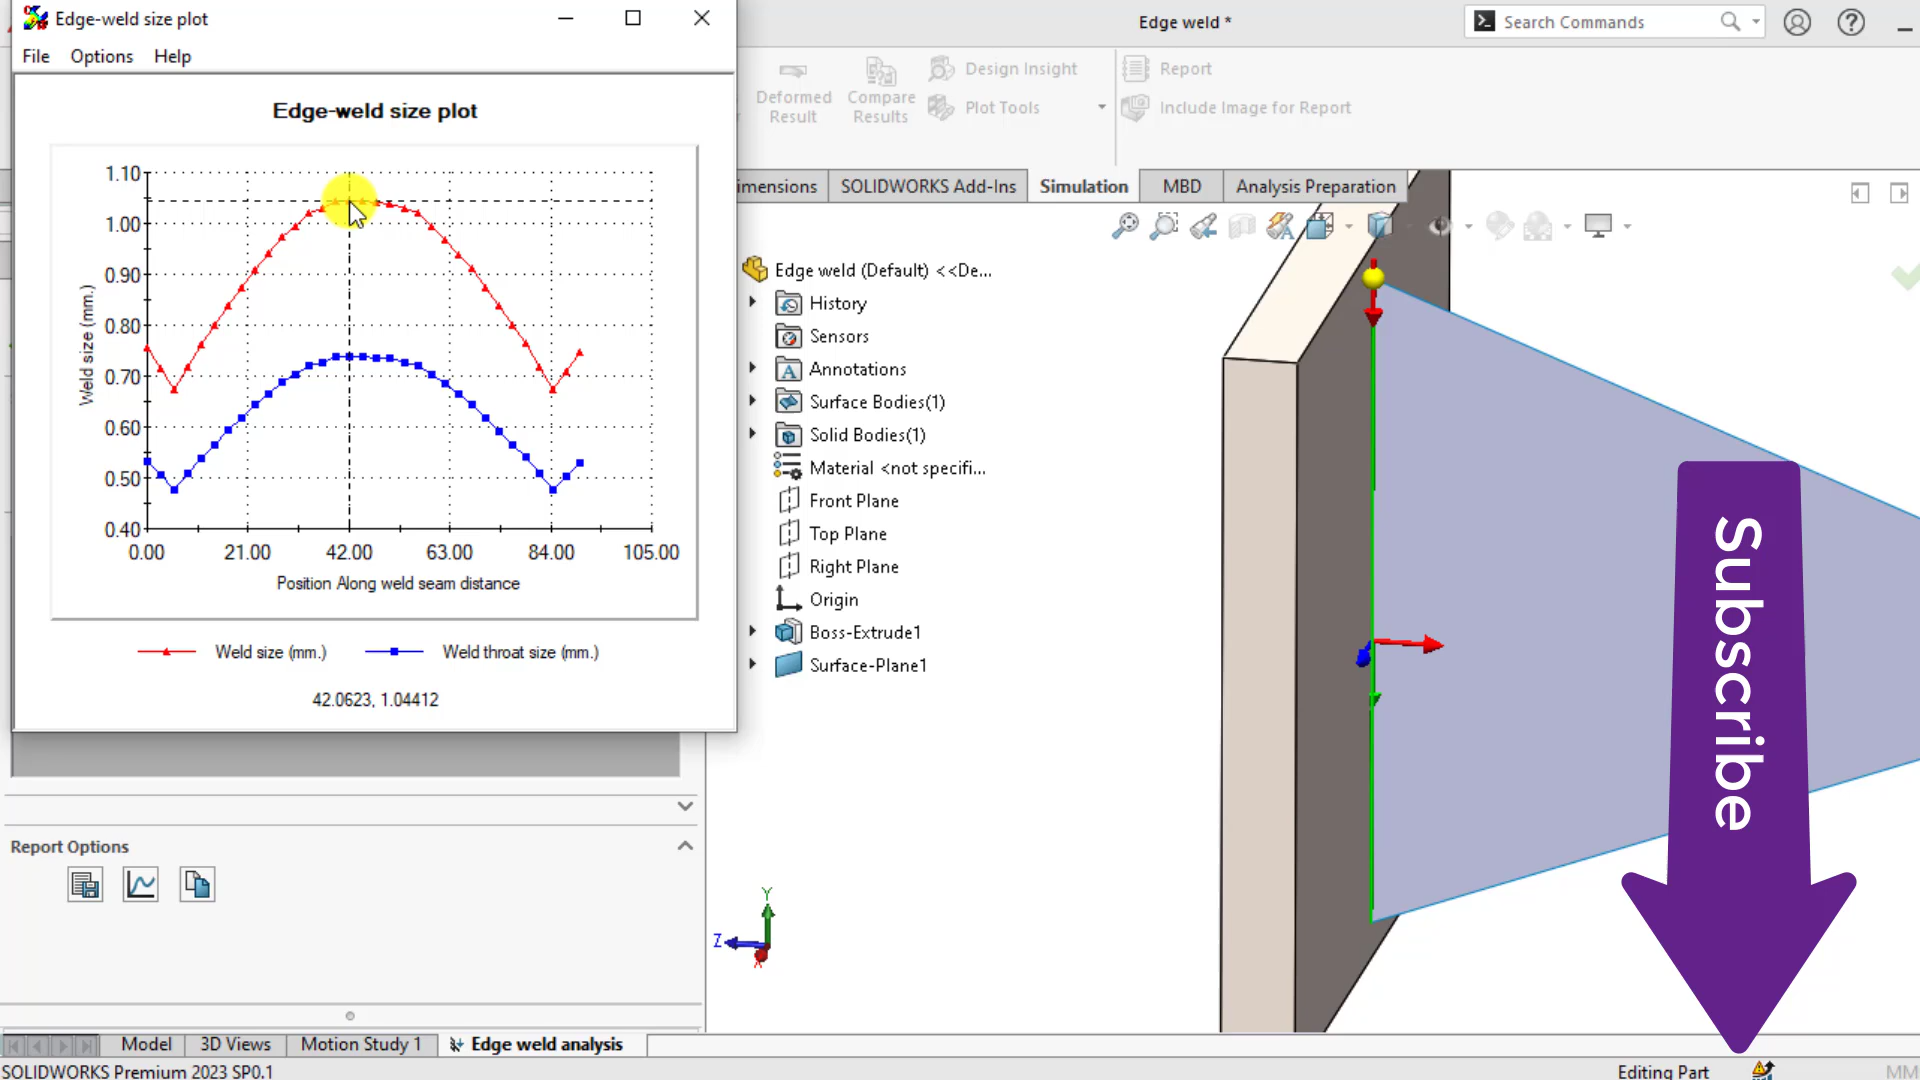 Edge-weld size plot
File Options Help
Edge-weld size plot
1.10
1.00
0.90
0.80
0.70
0.60
0.50
0.40
Weld size (mm.)
0.00 21.00 42.00 63.00 84.00 105.00
Position Along weld seam distance
Weld size (mm.) Weld throat size (mm.)
42.0623, 1.04412
Report Options
Edge weld *
Search Commands
Deformed Result
Compare Results
Design Insight
Plot Tools
Report
Include Image for Report
imensions SOLIDWORKS Add-Ins Simulation MBD Analysis Preparation
Edge weld (Default) <<De...
History
Sensors
Annotations
Surface Bodies(1)
Solid Bodies(1)
Material <not specifi...
Front Plane
Top Plane
Right Plane
Origin
Boss-Extrude1
Surface-Plane1
Subscribe
Y
Z
X
Model 3D Views Motion Study 1 Edge weld analysis
SOLIDWORKS Premium 2023 SP0.1
Editing Part
MM